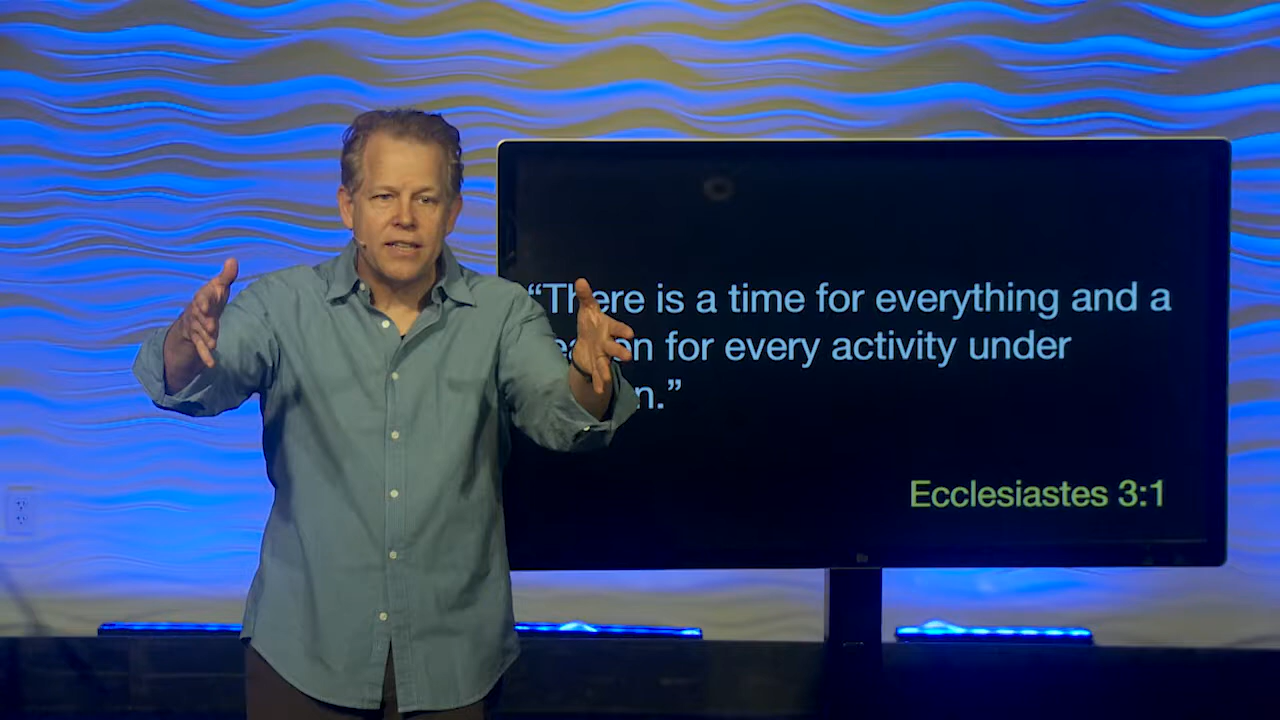 “There is a time for everything and a
for every activity under
Ecclesiastes 3:1